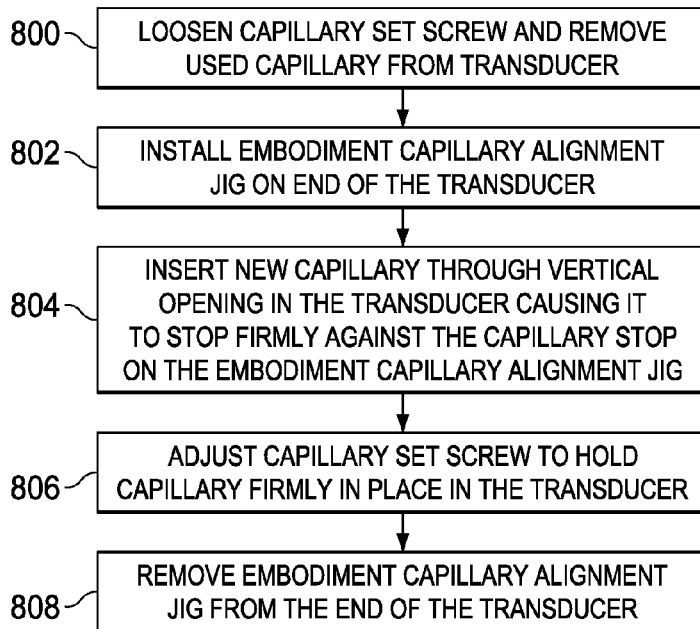 800
LOOSEN CAPILLARY SET SCREW AND REMOVE
USED CAPILLARY FROM TRANSDUCER
802
INSTALL EMBODIMENT CAPILLARY ALIGNMENT
JIG ON END OF THE TRANSDUCER
804
INSERT NEW CAPILLARY THROUGH VERTICAL
OPENING IN THE TRANSDUCER CAUSING IT
TO STOP FIRMLY AGAINST THE CAPILLARY STOP
ON THE EMBODIMENT CAPILLARY ALIGNMENT JIG
806
ADJUST CAPILLARY SET SCREW TO HOLD
CAPILLARY FIRMLY IN PLACE IN THE TRANSDUCER
808
REMOVE EMBODIMENT CAPILLARY ALIGNMENT
JIG FROM THE END OF THE TRANSDUCER